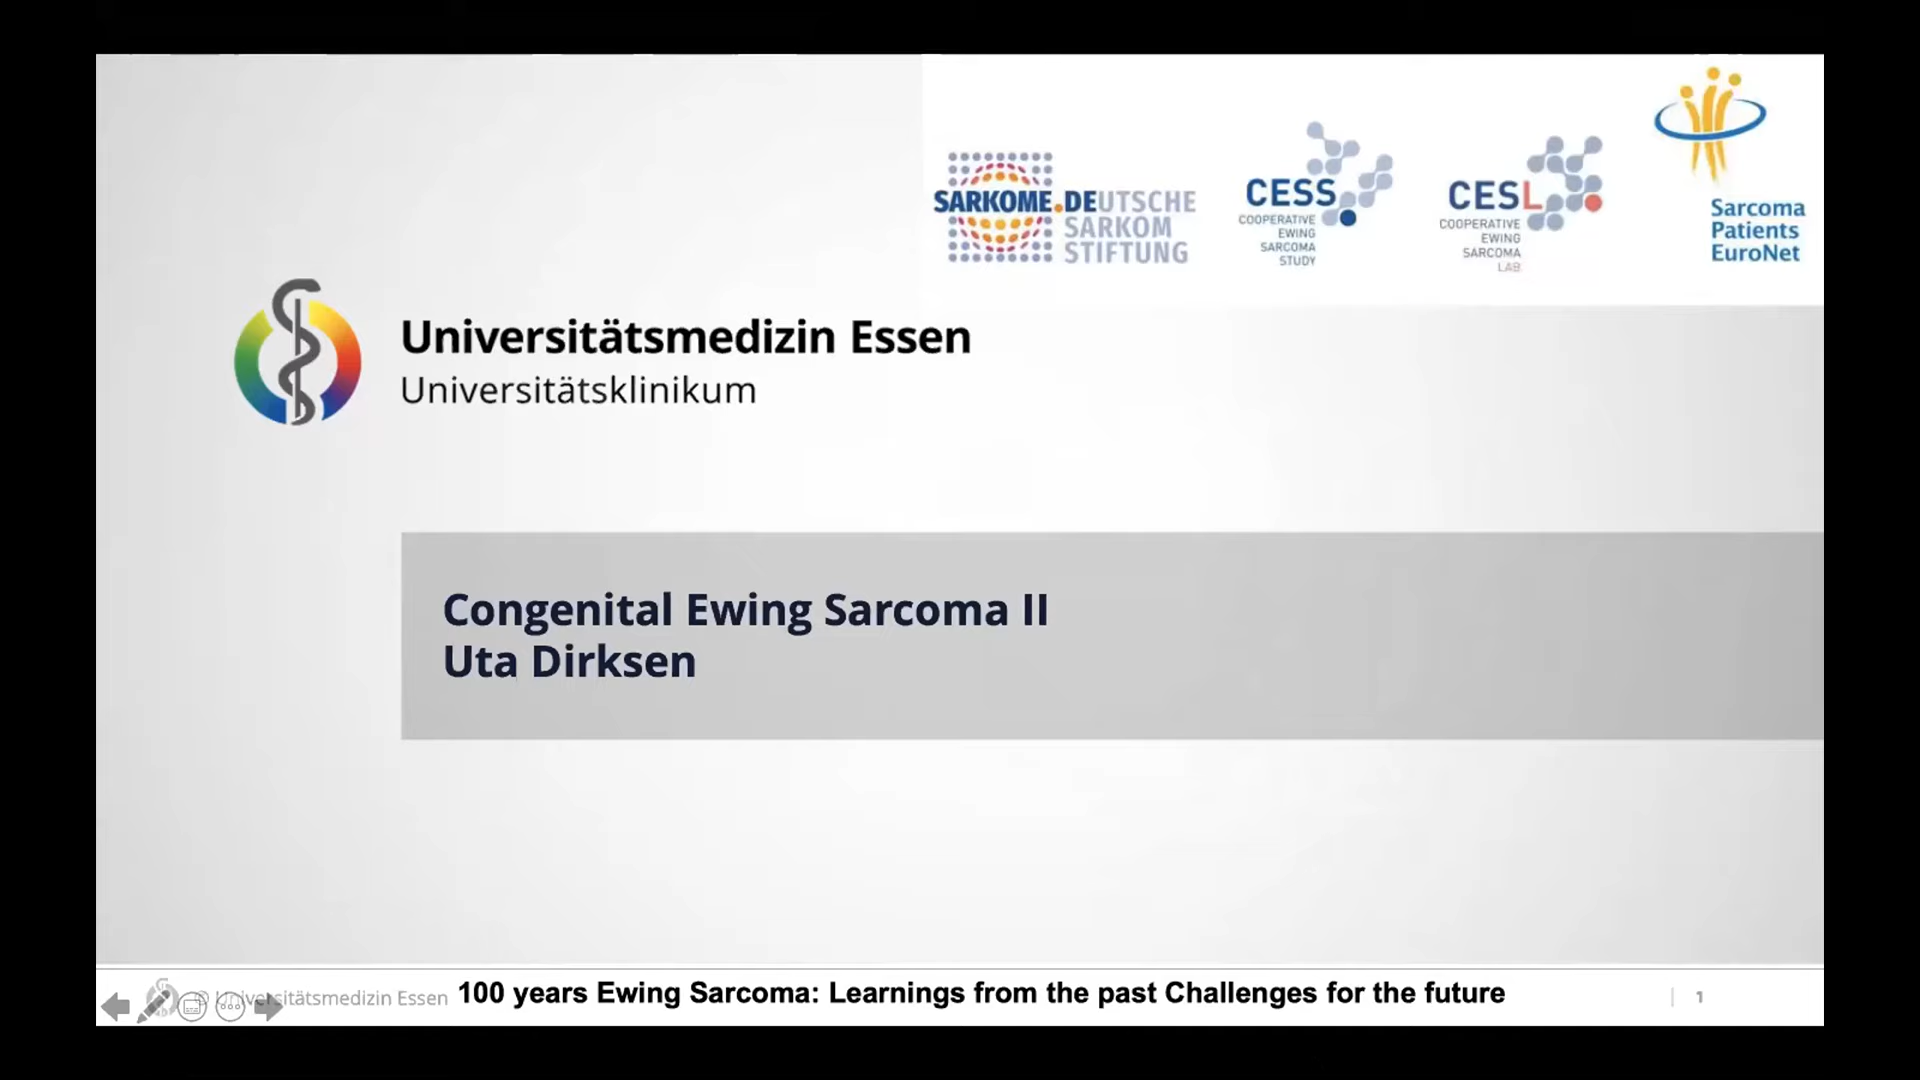 SARKOME.DEUTSCHE
SARKOM
STIFTUNG
CESS
COOPERATIVE
EWING
SARCOMA
STUDY
CESL
COOPERATIVE
EWING
SARCOMA
LAB
Sarcoma
Patients
EuroNet
Universitätsmedizin Essen
Universitätsklinikum
Congenital Ewing Sarcoma II
Uta Dirksen
© Universitätsmedizin Essen
100 years Ewing Sarcoma: Learnings from the past Challenges for the future
1